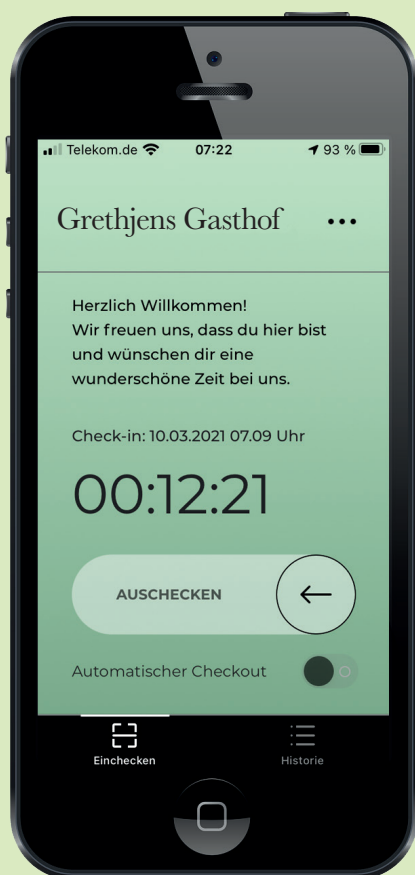 Telekom.de 07:22 93 %
Grethjens Gasthof
Herzlich Willkommen!
Wir freuen uns, dass du hier bist
und wünschen dir eine
wunderschöne Zeit bei uns.
Check-in: 10.03.2021 07.09 Uhr
00:12:21
AUSCHECKEN
Automatischer Checkout
Einchecken Historie